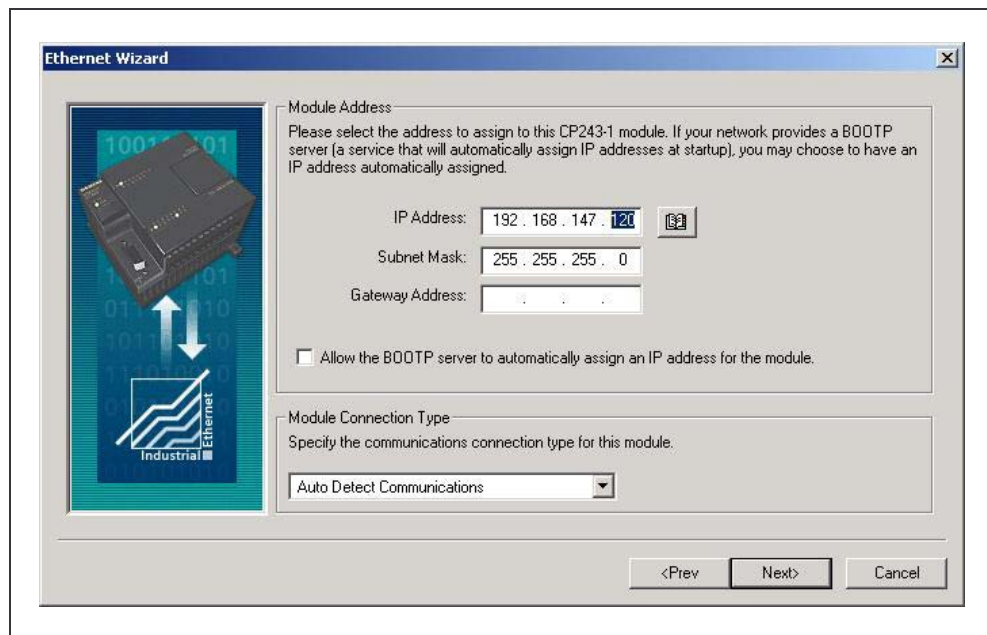 Ethernet Wizard
Module Address
Please select the address to assign to this CP243-1 module. If your network provides a BOOTP
server (a service that will automatically assign IP addresses at startup), you may choose to have an
IP address automatically assigned.
IP Address: 192 . 168 . 147 . 120
Subnet Mask: 255 . 255 . 255 . 0
Gateway Address: . . .
Allow the BOOTP server to automatically assign an IP address for the module.
Module Connection Type
Specify the communications connection type for this module.
Auto Detect Communications
Industrial
Ethernet
<Prev
Next>
Cancel